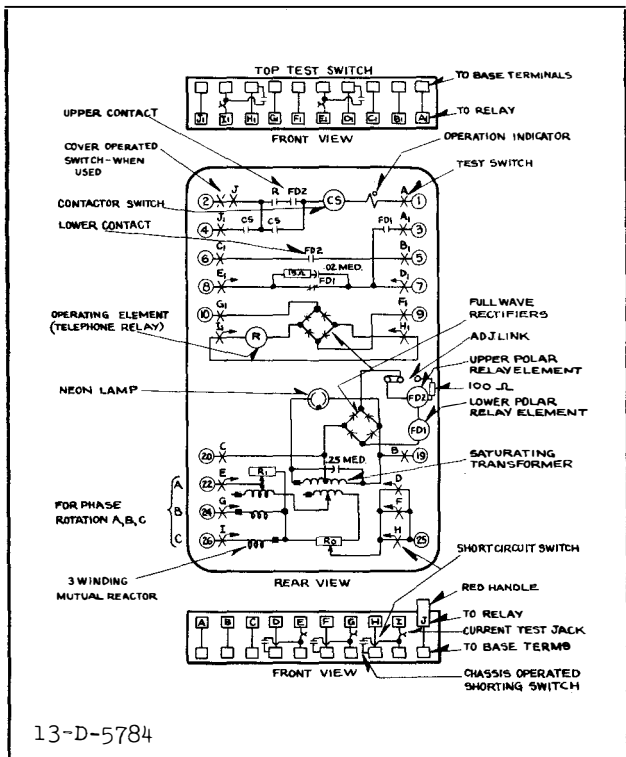 TOP TEST SWITCH
TO BASE TERMINALS
J1 I1 H1 G1 F1 E1 D1 C1 B1 A1
TO RELAY
FRONT VIEW
UPPER CONTACT
OPERATION INDICATOR
COVER OPERATED
SWITCH-WHEN
USED
TEST SWITCH
2 J R FD2 CS A 1
CONTACTOR SWITCH
4 J1 CS CS FD1 A1 3
LOWER CONTACT
6 C1 FD2 B1 5
8 E1 .02 MED. FD1 D1 7
10 G1 F1 9
FULL WAVE
RECTIFIERS
OPERATING ELEMENT
(TELEPHONE RELAY)
R H1
ADJ. LINK
UPPER POLAR
RELAY ELEMENT
NEON LAMP
FD2
100 Ω
LOWER POLAR
RELAY ELEMENT
FD1
20 C B 19
.25 MED.
SATURATING
TRANSFORMER
A 22 E R1 D
FOR PHASE
ROTATION A, B, C
B 24 G F
C 26 I R0 H 25
SHORT CIRCUIT SWITCH
3 WINDING
MUTUAL REACTOR
REAR VIEW
RED HANDLE
A B C D E F G H I J
TO RELAY
CURRENT TEST JACK
TO BASE TERMS
FRONT VIEW
CHASSIS OPERATED
SHORTING SWITCH
13-D-5784